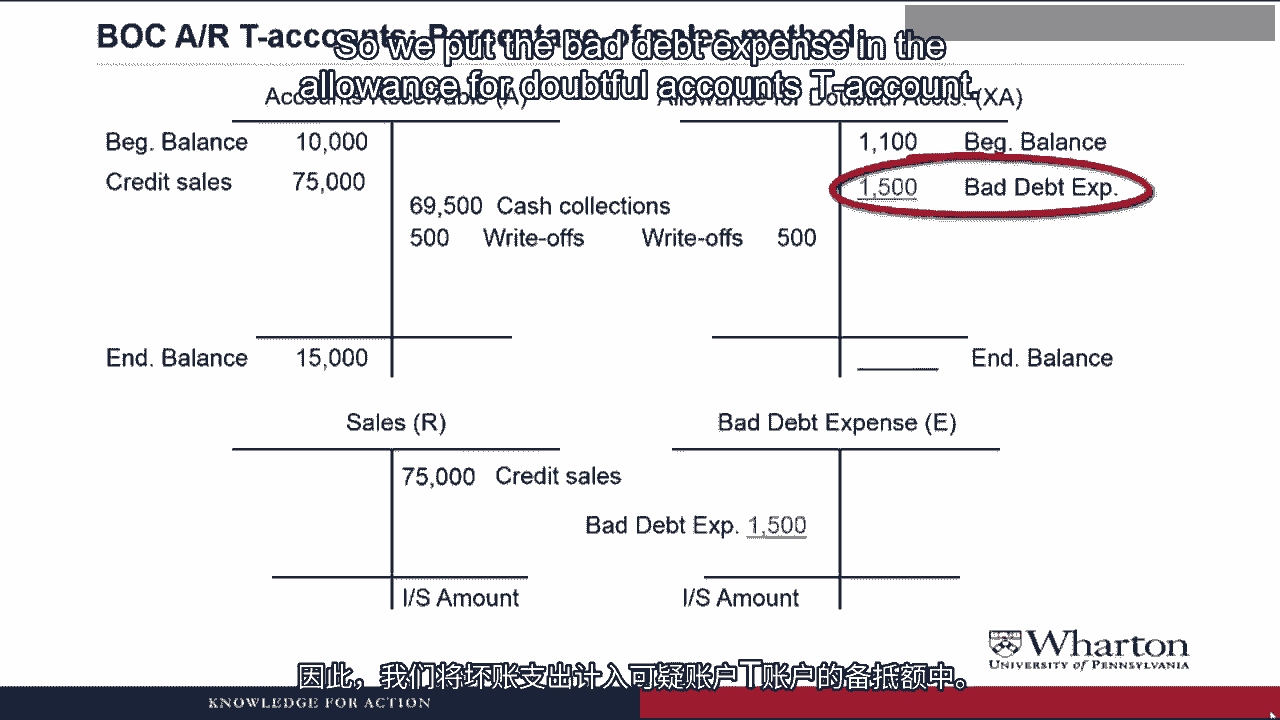 BOC A/R T-accounts: Percentage of sales method
So we put the bad debt expense in the
allowance for doubtful accounts T-account.
Accounts Receivable (A)
Allowance for Doubtful Accts. (XA)
Beg. Balance 10,000
1,100 Beg. Balance
Credit sales 75,000
1,500 Bad Debt Exp.
69,500 Cash collections
500 Write-offs
Write-offs 500
End. Balance 15,000
End. Balance
Sales (R)
Bad Debt Expense (E)
75,000 Credit sales
Bad Debt Exp. 1,500
I/S Amount
I/S Amount
Wharton
UNIVERSITY of PENNSYLVANIA
因此，我们将坏账支出计入可疑账户T账户的备抵额中。
KNOWLEDGE FOR ACTION